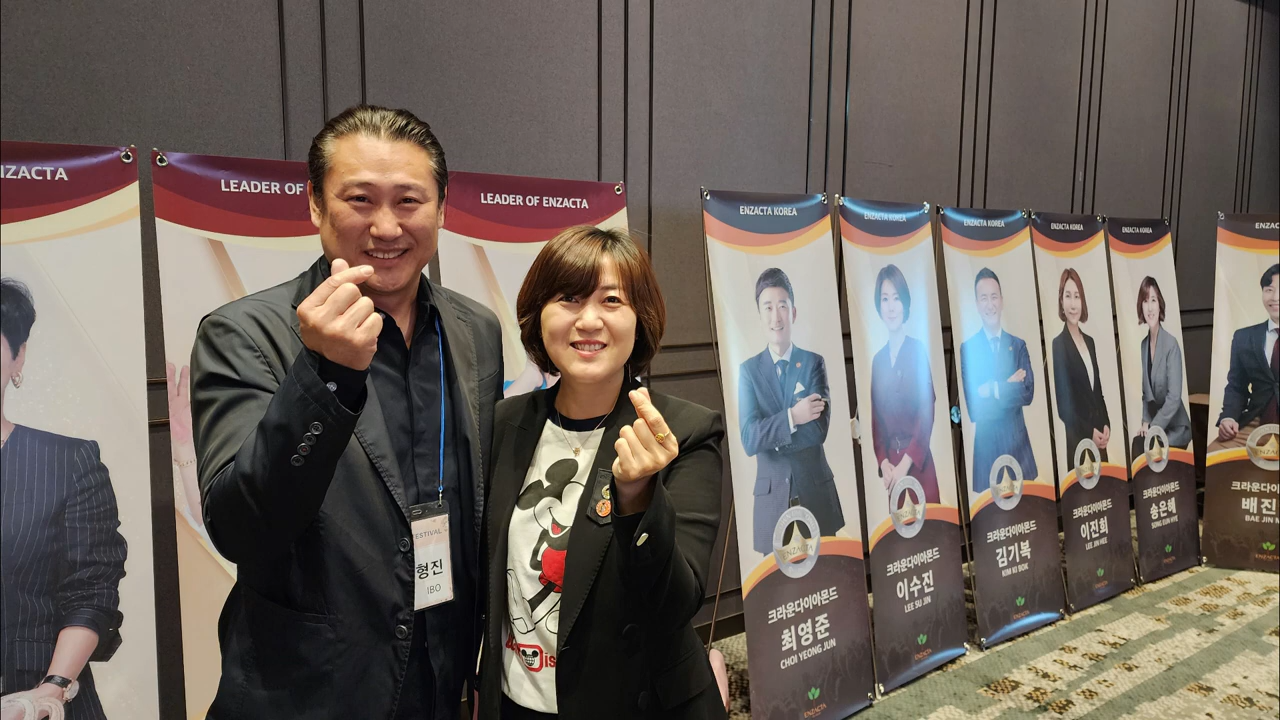 NZACTA
LEADER OF
LEADER OF ENZACTA
FESTIVAL
형진
IBO
ENZACTA KOREA
ENZACTA
크라운다이아몬드
최영준
CHOI YEONG JUN
ENZACTA
ENZACTA KOREA
크라운다이아몬드
이수진
LEE SU JIN
ENZACTA
ENZACTA KOREA
크라운다이아몬드
김기복
KIM KI BOK
ENZACTA KOREA
크라운다이아몬드
이진희
LEE JIN HEE
ENZACTA KOREA
크라운다이아몬드
송은혜
SONG EUN HYE
ENZAC
크라운다이
배진
BAE JIN